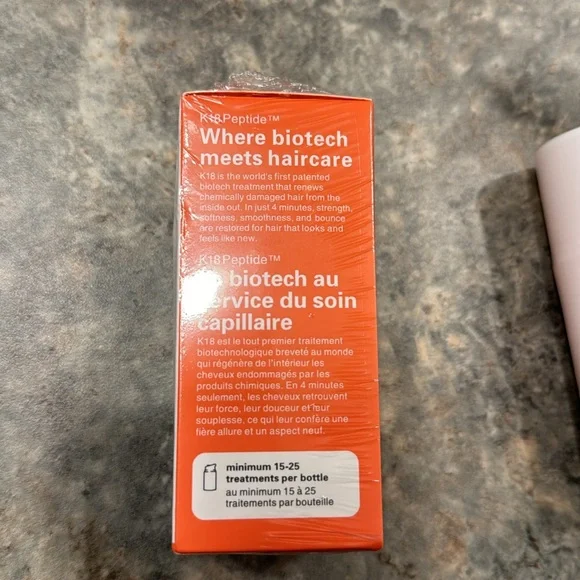 K18Peptide™
Where biotech
meets haircare
K18 is the world's first patented
biotech treatment that renews
chemically damaged hair from the
inside out. In just 4 minutes, strength,
softness, smoothness, and bounce
are restored for hair that looks and
feels like new.
K18Peptide™
biotech au
service du soin
capillaire
K18 est le tout premier traitement
biotechnologique breveté au monde
qui régénère de l'intérieur les
cheveux endommagés par les
produits chimiques. En 4 minutes
seulement, les cheveux retrouvent
leur force, leur douceur et leur
souplesse, ce qui leur confère une
fière allure et un aspect neuf.
minimum 15-25
treatments per bottle
au minimum 15 à 25
traitements par bouteille